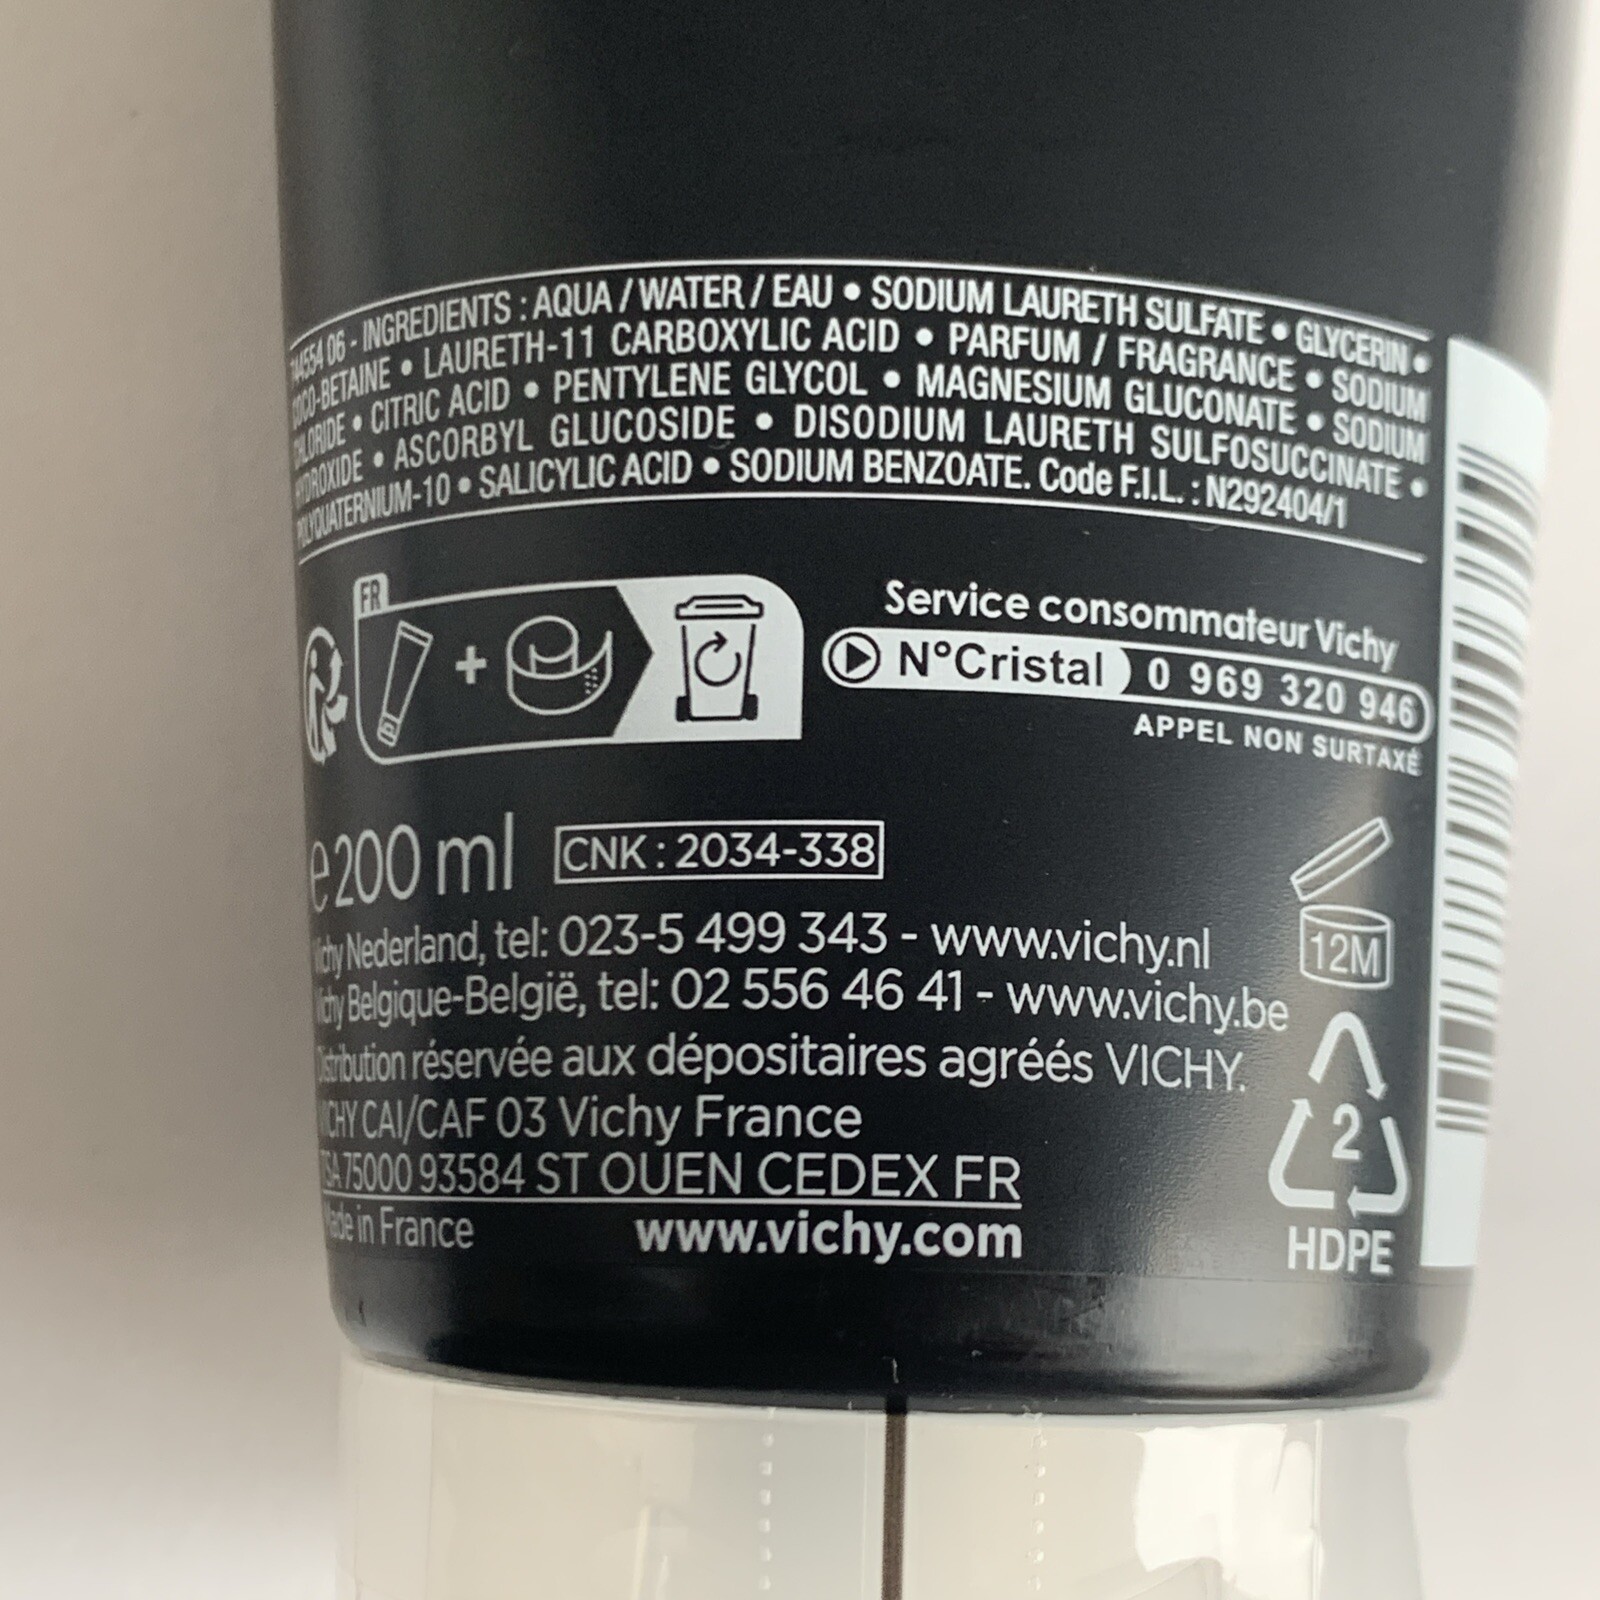 744554 06 - INGREDIENTS : AQUA / WATER / EAU • SODIUM LAURETH SULFATE • GLYCERIN •
COCO-BETAINE • LAURETH-11 CARBOXYLIC ACID • PARFUM / FRAGRANCE • SODIUM
CHLORIDE • CITRIC ACID • PENTYLENE GLYCOL • MAGNESIUM GLUCONATE • SODIUM
HYDROXIDE • ASCORBYL GLUCOSIDE • DISODIUM LAURETH SULFOSUCCINATE •
POLYQUATERNIUM-10 • SALICYLIC ACID • SODIUM BENZOATE. Code F.I.L. : N292404/1
FR
Service consommateur Vichy
N°Cristal 0 969 320 946
APPEL NON SURTAXÉ
e 200 ml CNK : 2034-338
Vichy Nederland, tel: 023-5 499 343 - www.vichy.nl
Vichy Belgique-België, tel: 02 556 46 41 - www.vichy.be
12M
Distribution réservée aux dépositaires agréés VICHY.
VICHY CAI/CAF 03 Vichy France
TSA 75000 93584 ST OUEN CEDEX FR
Made in France www.vichy.com
2
HDPE